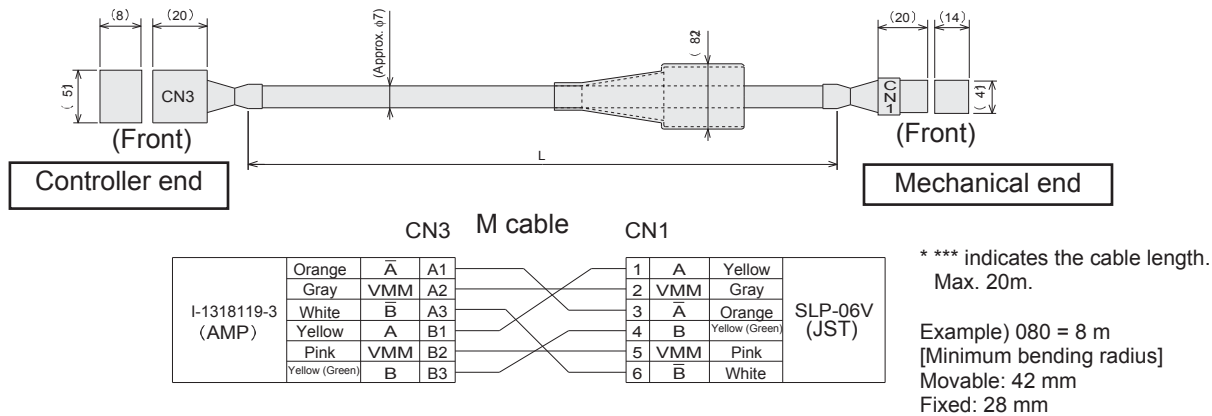 (8) (20) (Approx. φ7) (82 (20) (14)
(51 CN3 CN1 (41
(Front) (Front)
L
Controller end Mechanical end
CN3 M cable CN1
I-1318119-3
(AMP)
Orange A̅ A1 1 A Yellow
Gray VMM A2 2 VMM Gray
White B̅ A3 3 A̅ Orange
Yellow A B1 4 B Yellow (Green)
Pink VMM B2 5 VMM Pink
Yellow (Green) B B3 6 B̅ White
SLP-06V
(JST)
* *** indicates the cable length.
Max. 20m.
Example) 080 = 8 m
[Minimum bending radius]
Movable: 42 mm
Fixed: 28 mm